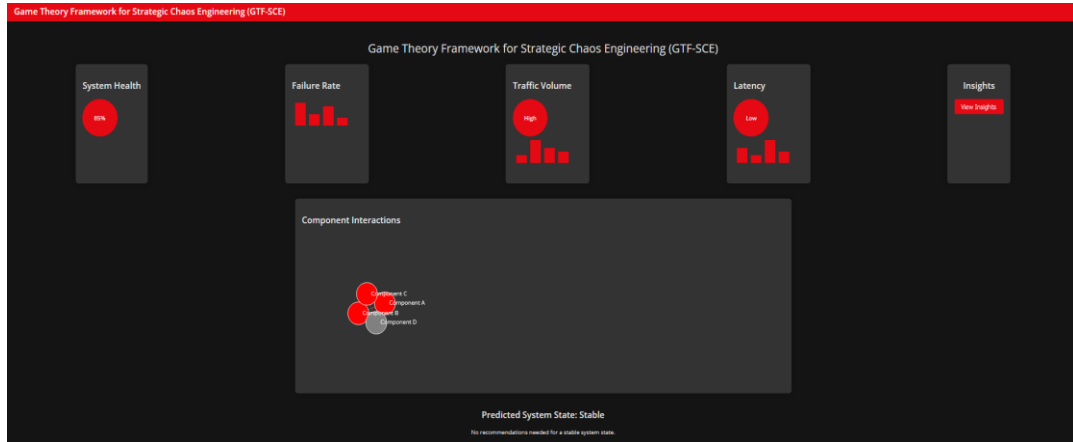 Game Theory Framework for Strategic Chaos Engineering (GTF-SCE)
Game Theory Framework for Strategic Chaos Engineering (GTF-SCE)
System Health
85%
Failure Rate
Traffic Volume
High
Latency
Low
Insights
View Insights
Component Interactions
Component C
Component A
Component B
Component D
Predicted System State: Stable
No recommendations needed for a stable system state.